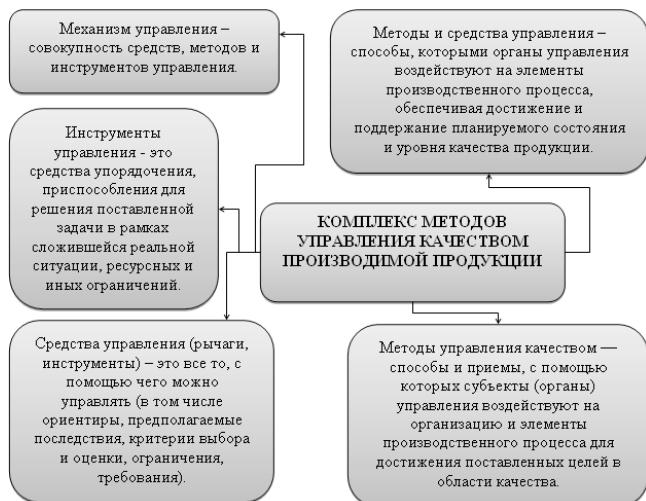 Механизм управления –
совокупность средств, методов и
инструментов управления.
Методы и средства управления –
способы, которыми органы управления
воздействуют на элементы
производственного процесса,
обеспечивая достижение и
поддержание планируемого состояния
и уровня качества продукции.
Инструменты
управления - это
средства упорядочения,
приспособления для
решения поставленной
задачи в рамках
сложившейся реальной
ситуации, ресурсных и
иных ограничений.
КОМПЛЕКС МЕТОДОВ
УПРАВЛЕНИЯ КАЧЕСТВОМ
ПРОИЗВОДИМОЙ ПРОДУКЦИИ
Средства управления (рычаги,
инструменты) – это все то, с
помощью чего можно
управлять (в том числе
ориентиры, предполагаемые
последствия, критерии выбора
и оценки, ограничения,
требования).
Методы управления качеством —
способы и приемы, с помощью
которых субъекты (органы)
управления воздействуют на
организацию и элементы
производственного процесса для
достижения поставленных целей в
области качества.